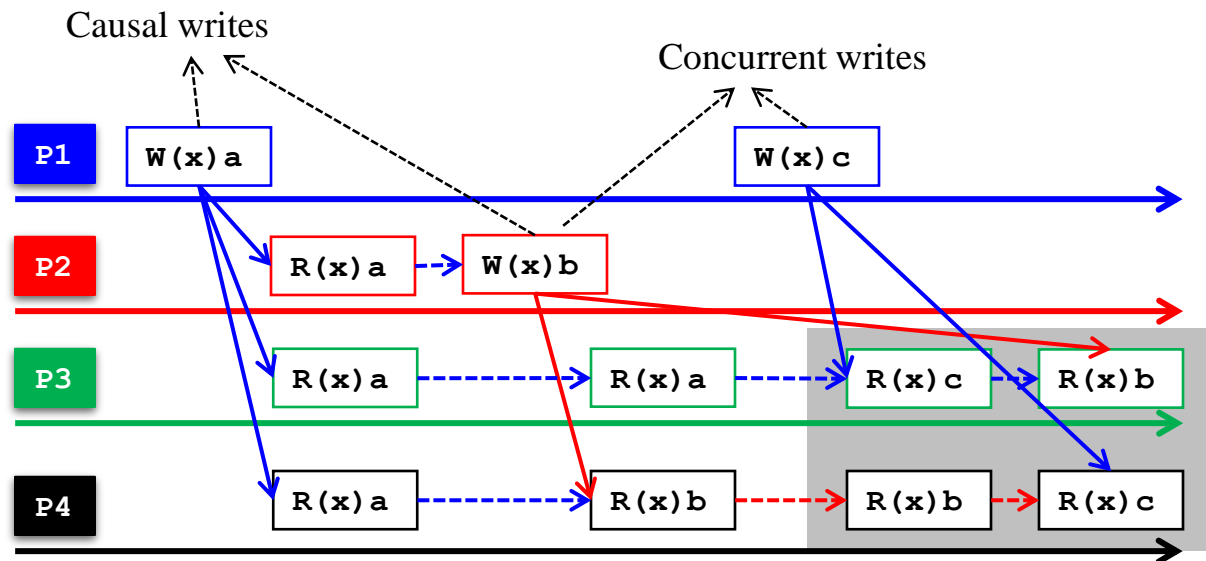 Causal writes
Concurrent writes
P1 W(x)a W(x)c
P2 R(x)a W(x)b
P3 R(x)a R(x)a R(x)c R(x)b
P4 R(x)a R(x)b R(x)b R(x)c